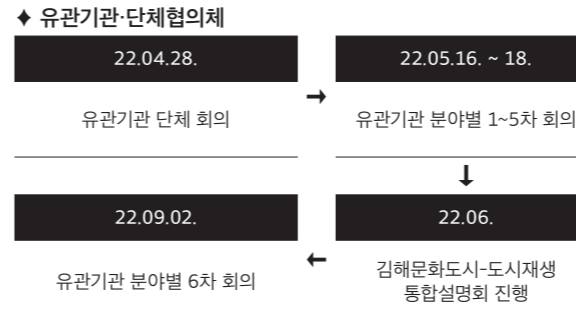 ♦ 유관기관·단체협의체
22.04.28.
유관기관 단체 회의
→
22.05.16. ~ 18.
유관기관 분야별 1~5차 회의
↓
22.06.
김해문화도시-도시재생
통합설명회 진행
←
22.09.02.
유관기관 분야별 6차 회의